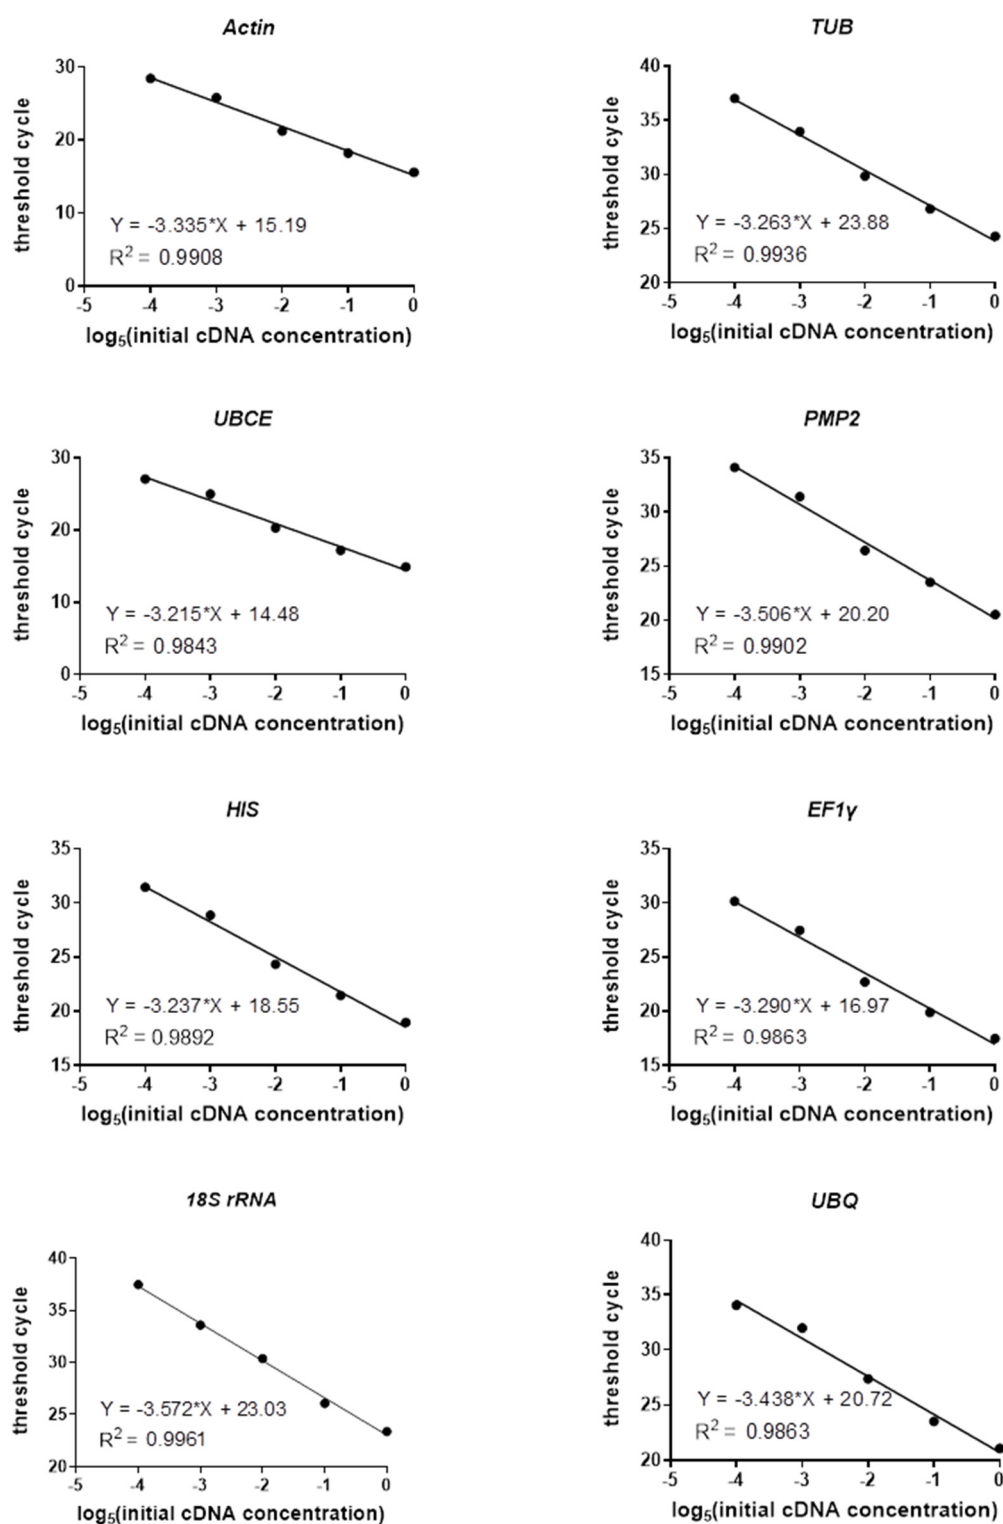 Actin
threshold cycle
30
20
10
0
Y = -3.335*X + 15.19
R² = 0.9908
-5 -4 -3 -2 -1 0
log₅(initial cDNA concentration)
TUB
threshold cycle
40
35
30
25
20
Y = -3.263*X + 23.88
R² = 0.9936
-5 -4 -3 -2 -1 0
log₅(initial cDNA concentration)
UBCE
threshold cycle
30
20
10
0
Y = -3.215*X + 14.48
R² = 0.9843
-5 -4 -3 -2 -1 0
log₅(initial cDNA concentration)
PMP2
threshold cycle
35
30
25
20
15
Y = -3.506*X + 20.20
R² = 0.9902
-5 -4 -3 -2 -1 0
log₅(initial cDNA concentration)
HIS
threshold cycle
35
30
25
20
15
Y = -3.237*X + 18.55
R² = 0.9892
-5 -4 -3 -2 -1 0
log₅(initial cDNA concentration)
EF1γ
threshold cycle
35
30
25
20
15
Y = -3.290*X + 16.97
R² = 0.9863
-5 -4 -3 -2 -1 0
log₅(initial cDNA concentration)
18S rRNA
threshold cycle
40
35
30
25
20
Y = -3.572*X + 23.03
R² = 0.9961
-5 -4 -3 -2 -1 0
log₅(initial cDNA concentration)
UBQ
threshold cycle
40
35
30
25
20
Y = -3.438*X + 20.72
R² = 0.9863
-5 -4 -3 -2 -1 0
log₅(initial cDNA concentration)